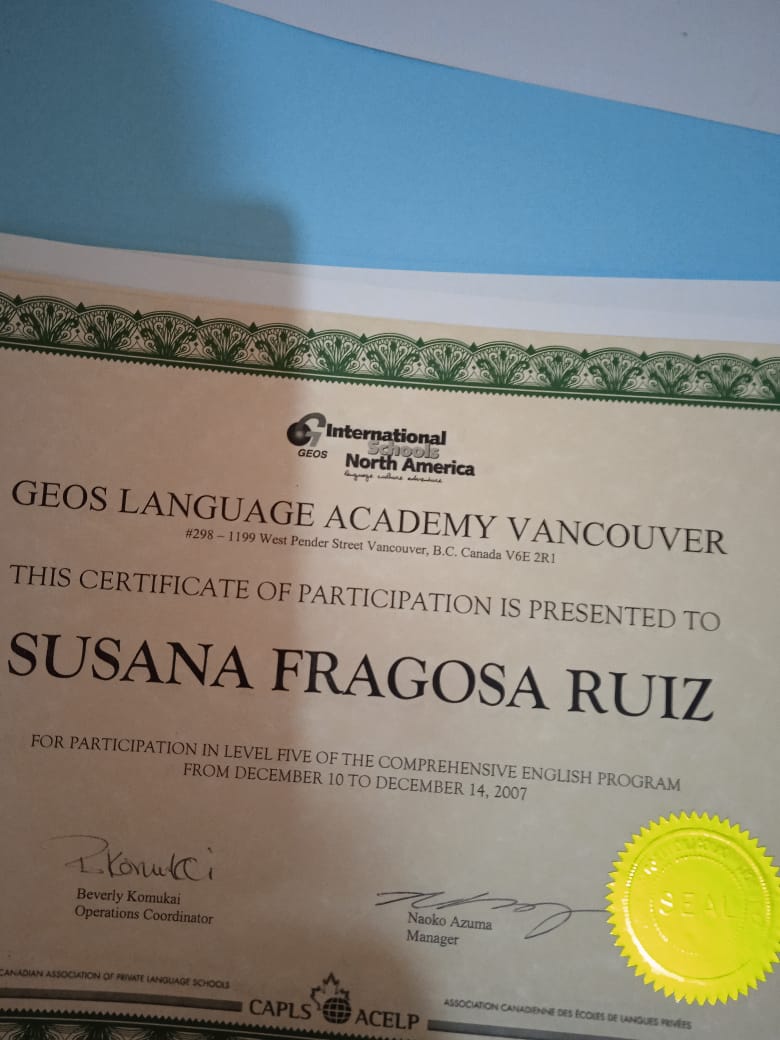 International
Schools
GEOS
North America
language culture adventure
GEOS LANGUAGE ACADEMY VANCOUVER
#298 – 1199 West Pender Street Vancouver, B.C. Canada V6E 2R1
THIS CERTIFICATE OF PARTICIPATION IS PRESENTED TO
SUSANA FRAGOSA RUIZ
FOR PARTICIPATION IN LEVEL FIVE OF THE COMPREHENSIVE ENGLISH PROGRAM
FROM DECEMBER 10 TO DECEMBER 14, 2007
Beverly Komukai
Operations Coordinator
Naoko Azuma
Manager
SEAL
CANADIAN ASSOCIATION OF PRIVATE LANGUAGE SCHOOLS
CAPLS ACELP
ASSOCIATION CANADIENNE DES ÉCOLES DE LANGUES PRIVÉES